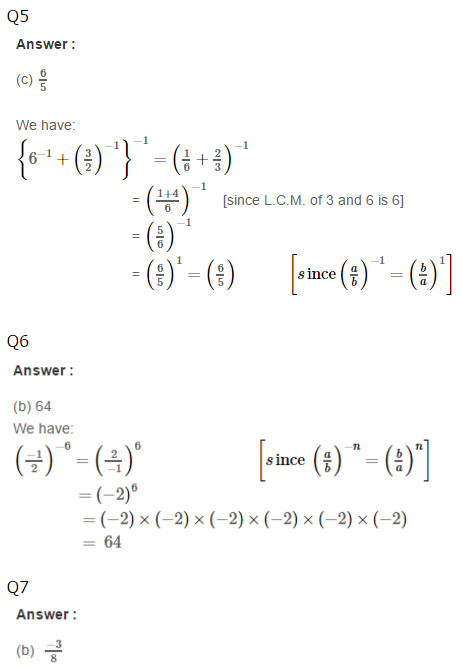 Q5
Answer :
(c) 6/5
We have:
{6⁻¹ + (3/2)⁻¹}⁻¹ = (1/6 + 2/3)⁻¹
= ((1+4)/6)⁻¹ [since L.C.M. of 3 and 6 is 6]
= (5/6)⁻¹
= (6/5)¹ = (6/5) [since (a/b)⁻¹ = (b/a)¹]
Q6
Answer :
(b) 64
We have:
(−1/2)⁻⁶ = (2/−1)⁶ [since (a/b)⁻ⁿ = (b/a)ⁿ]
= (−2)⁶
= (−2) × (−2) × (−2) × (−2) × (−2) × (−2)
= 64
Q7
Answer :
(b) −3/8